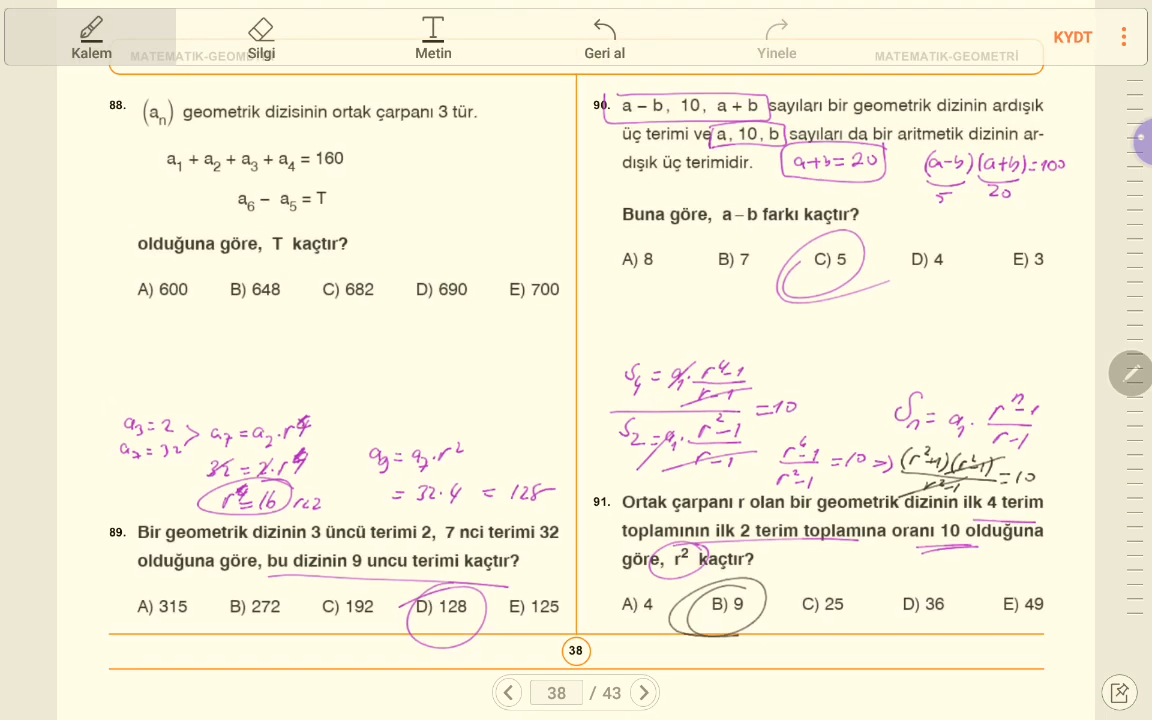 Kalem
Silgi
Metin
Geri al
Yinele
KYDT
MATEMATIK-GEOMETRİ
MATEMATIK-GEOMETRİ
88. (aₙ) geometrik dizisinin ortak çarpanı 3 tür.
a₁ + a₂ + a₃ + a₄ = 160
a₆ − a₅ = T
olduğuna göre, T kaçtır?
A) 600 B) 648 C) 682 D) 690 E) 700
a₃ = 2
a₇ = 32
> a₇ = a₃ . r⁴
32 = 2 . r⁴
r⁴ = 16 r=2
a₉ = a₇ . r²
= 32 . 4 = 128
89. Bir geometrik dizinin 3 üncü terimi 2, 7 nci terimi 32
olduğuna göre, bu dizinin 9 uncu terimi kaçtır?
A) 315 B) 272 C) 192 D) 128 E) 125
90. a − b, 10, a + b sayıları bir geometrik dizinin ardışık
üç terimi ve a, 10, b sayıları da bir aritmetik dizinin ar-
dışık üç terimidir.
a+b = 20
(a−b)(a+b) = 100
5 20
Buna göre, a − b farkı kaçtır?
A) 8 B) 7 C) 5 D) 4 E) 3
S₄ = a₁ . r⁴−1 / r−1
S₂ = a₁ . r²−1 / r−1
= 10
r⁴−1 / r²−1 = 10 =>
(r²+1)(r²−1) / r²−1 = 10
Sₙ = a₁ . rⁿ−1 / r−1
91. Ortak çarpanı r olan bir geometrik dizinin ilk 4 terim
toplamının ilk 2 terim toplamına oranı 10 olduğuna
göre, r² kaçtır?
A) 4 B) 9 C) 25 D) 36 E) 49
38
38 / 43